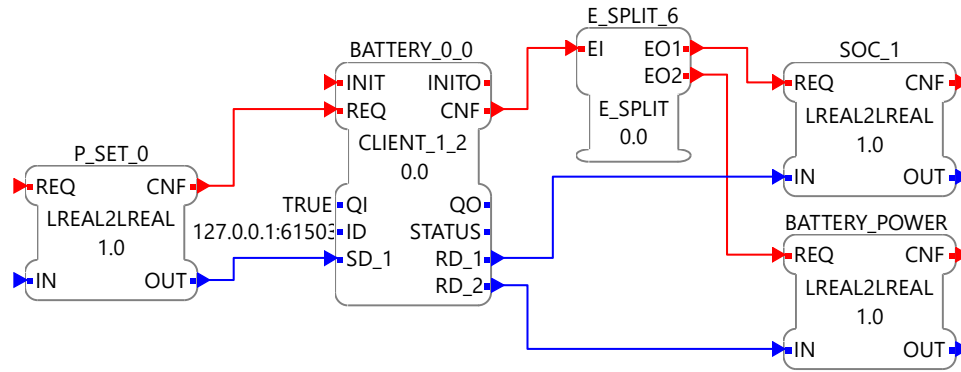 E_SPLIT_6
EI EO1
EO2
E_SPLIT
0.0
BATTERY_0_0
INIT INITO
REQ CNF
CLIENT_1_2
0.0
TRUE QI QO
127.0.0.1:61503 ID STATUS
SD_1 RD_1
RD_2
SOC_1
REQ CNF
LREAL2LREAL
1.0
IN OUT
P_SET_0
REQ CNF
LREAL2LREAL
1.0
IN OUT
BATTERY_POWER
REQ CNF
LREAL2LREAL
1.0
IN OUT